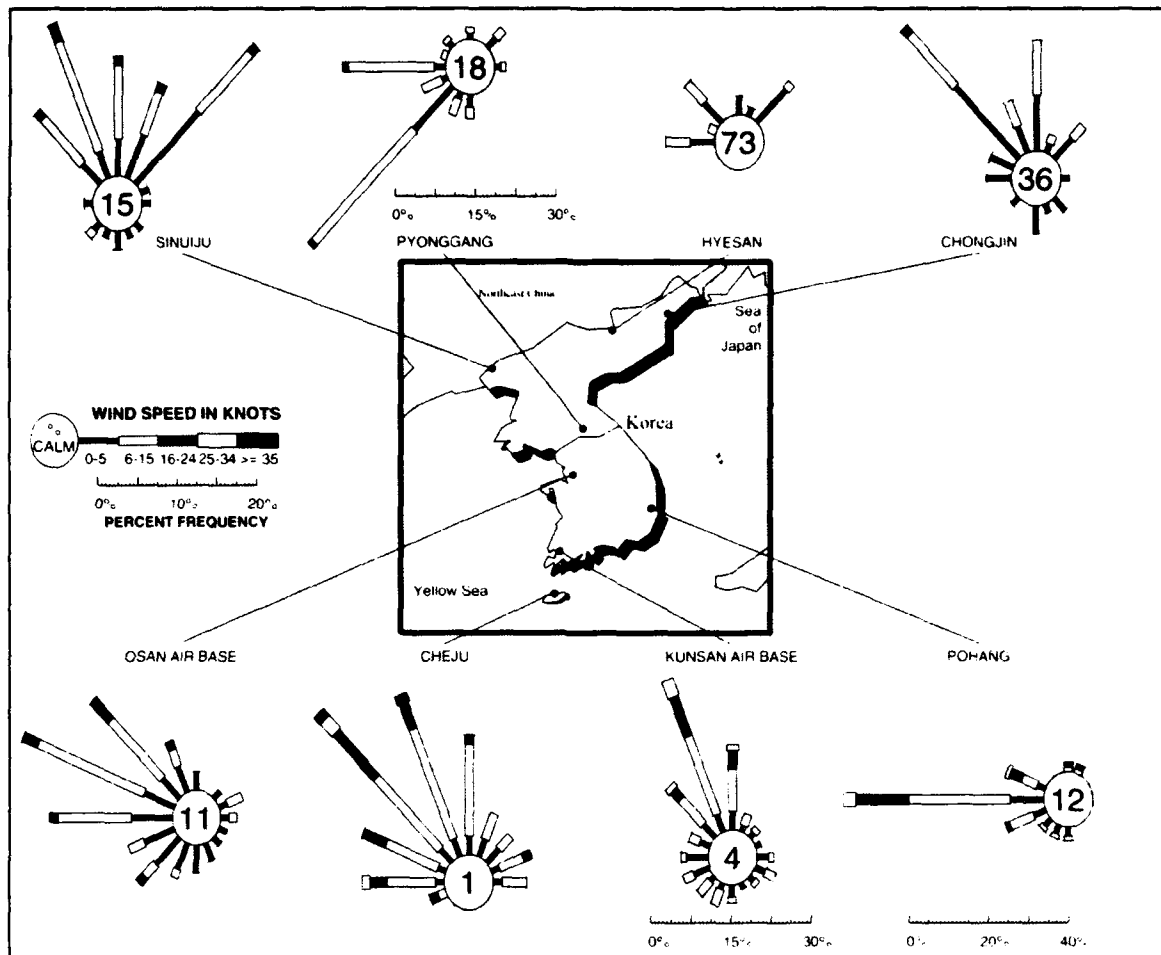 18
73
15
36
0% 15% 30%
SINUIJU PYONGGANG HYESAN CHONGJIN
Northeast China
Sea
of
Japan
WIND SPEED IN KNOTS
%
CALM
0-5 6-15 16-24 25-34 >= 35
Korea
0% 10% 20%
PERCENT FREQUENCY
Yellow Sea
OSAN AIR BASE CHEJU KUNSAN AIR BASE POHANG
11
1
4
12
0% 15% 30% 0% 20% 40%